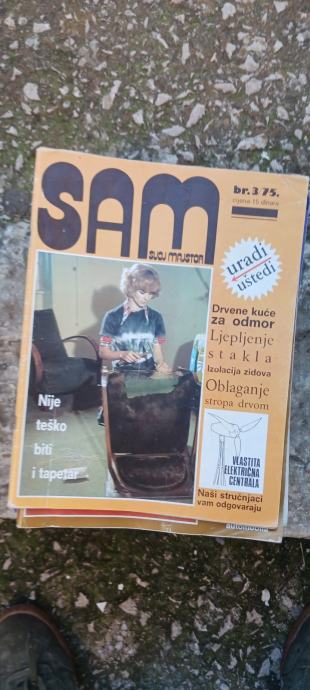 SAM
SVOJ MAJSTOR
br. 3/75.
cijena 15 dinara
uradi
uštedi
Drvene kuće
za odmor
Ljepljenje
stakla
Izolacija zidova
Oblaganje
stropa drvom
VLASTITA
ELEKTRIČNA
CENTRALA
Naši stručnjaci
vam odgovaraju
Nije
teško
biti
i tapetar